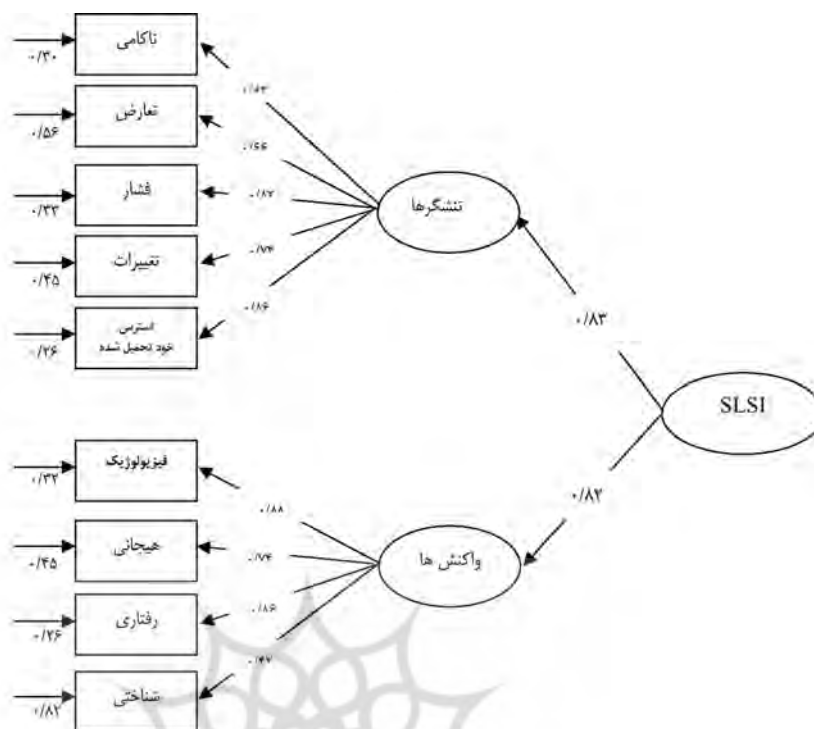 ناکامی
۰/۳۰
تعارض
۰/۵۶
۰/۶۶
فشار
۰/۳۳
۰/۸۲
تنشگرها
تغییرات
۰/۴۵
۰/۷۴
استرس
خود تحمیل شده
۰/۲۶
۰/۸۶
۰/۸۳
SLSI
۰/۸۲
فیزیولوژیک
۰/۳۲
۰/۸۸
هیجانی
۰/۴۵
۰/۷۴
واکنش ها
رفتاری
۰/۲۶
۰/۸۶
شناختی
۰/۸۲